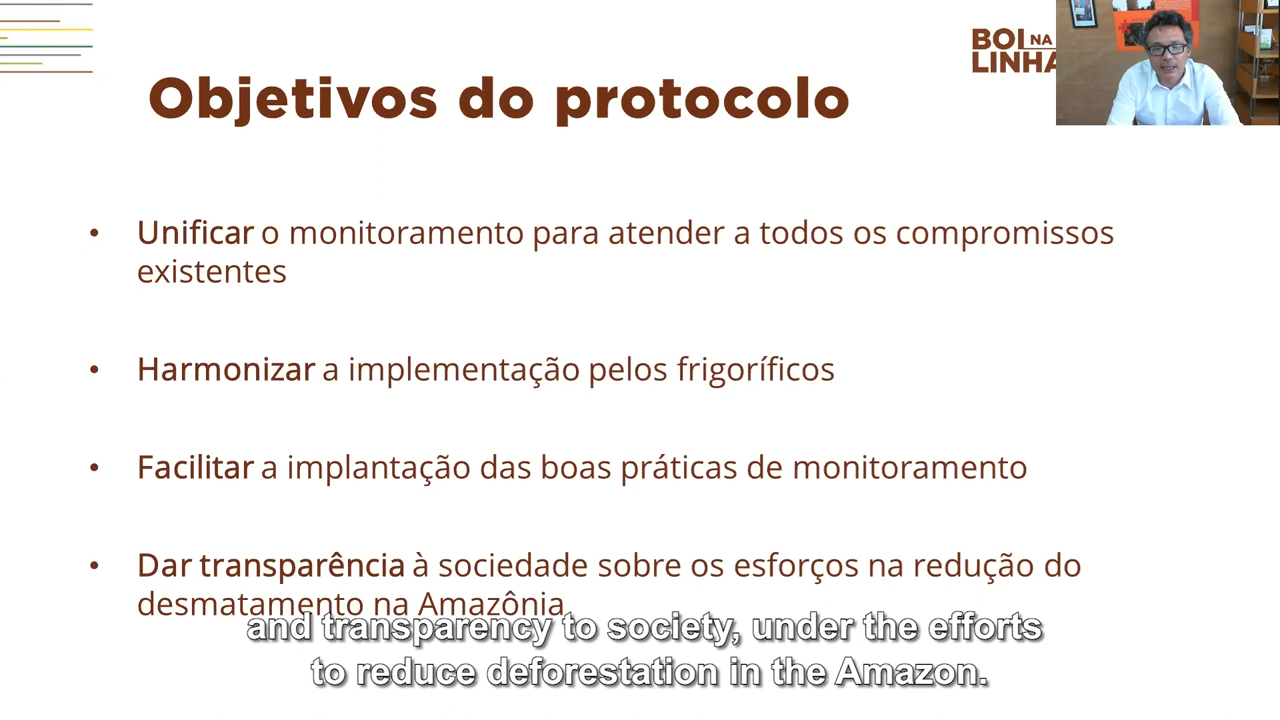 BOI NA
LINHA
Objetivos do protocolo
• Unificar o monitoramento para atender a todos os compromissos
existentes
• Harmonizar a implementação pelos frigoríficos
• Facilitar a implantação das boas práticas de monitoramento
• Dar transparência à sociedade sobre os esforços na redução do
desmatamento na Amazônia
and transparency to society, under the efforts
to reduce deforestation in the Amazon.